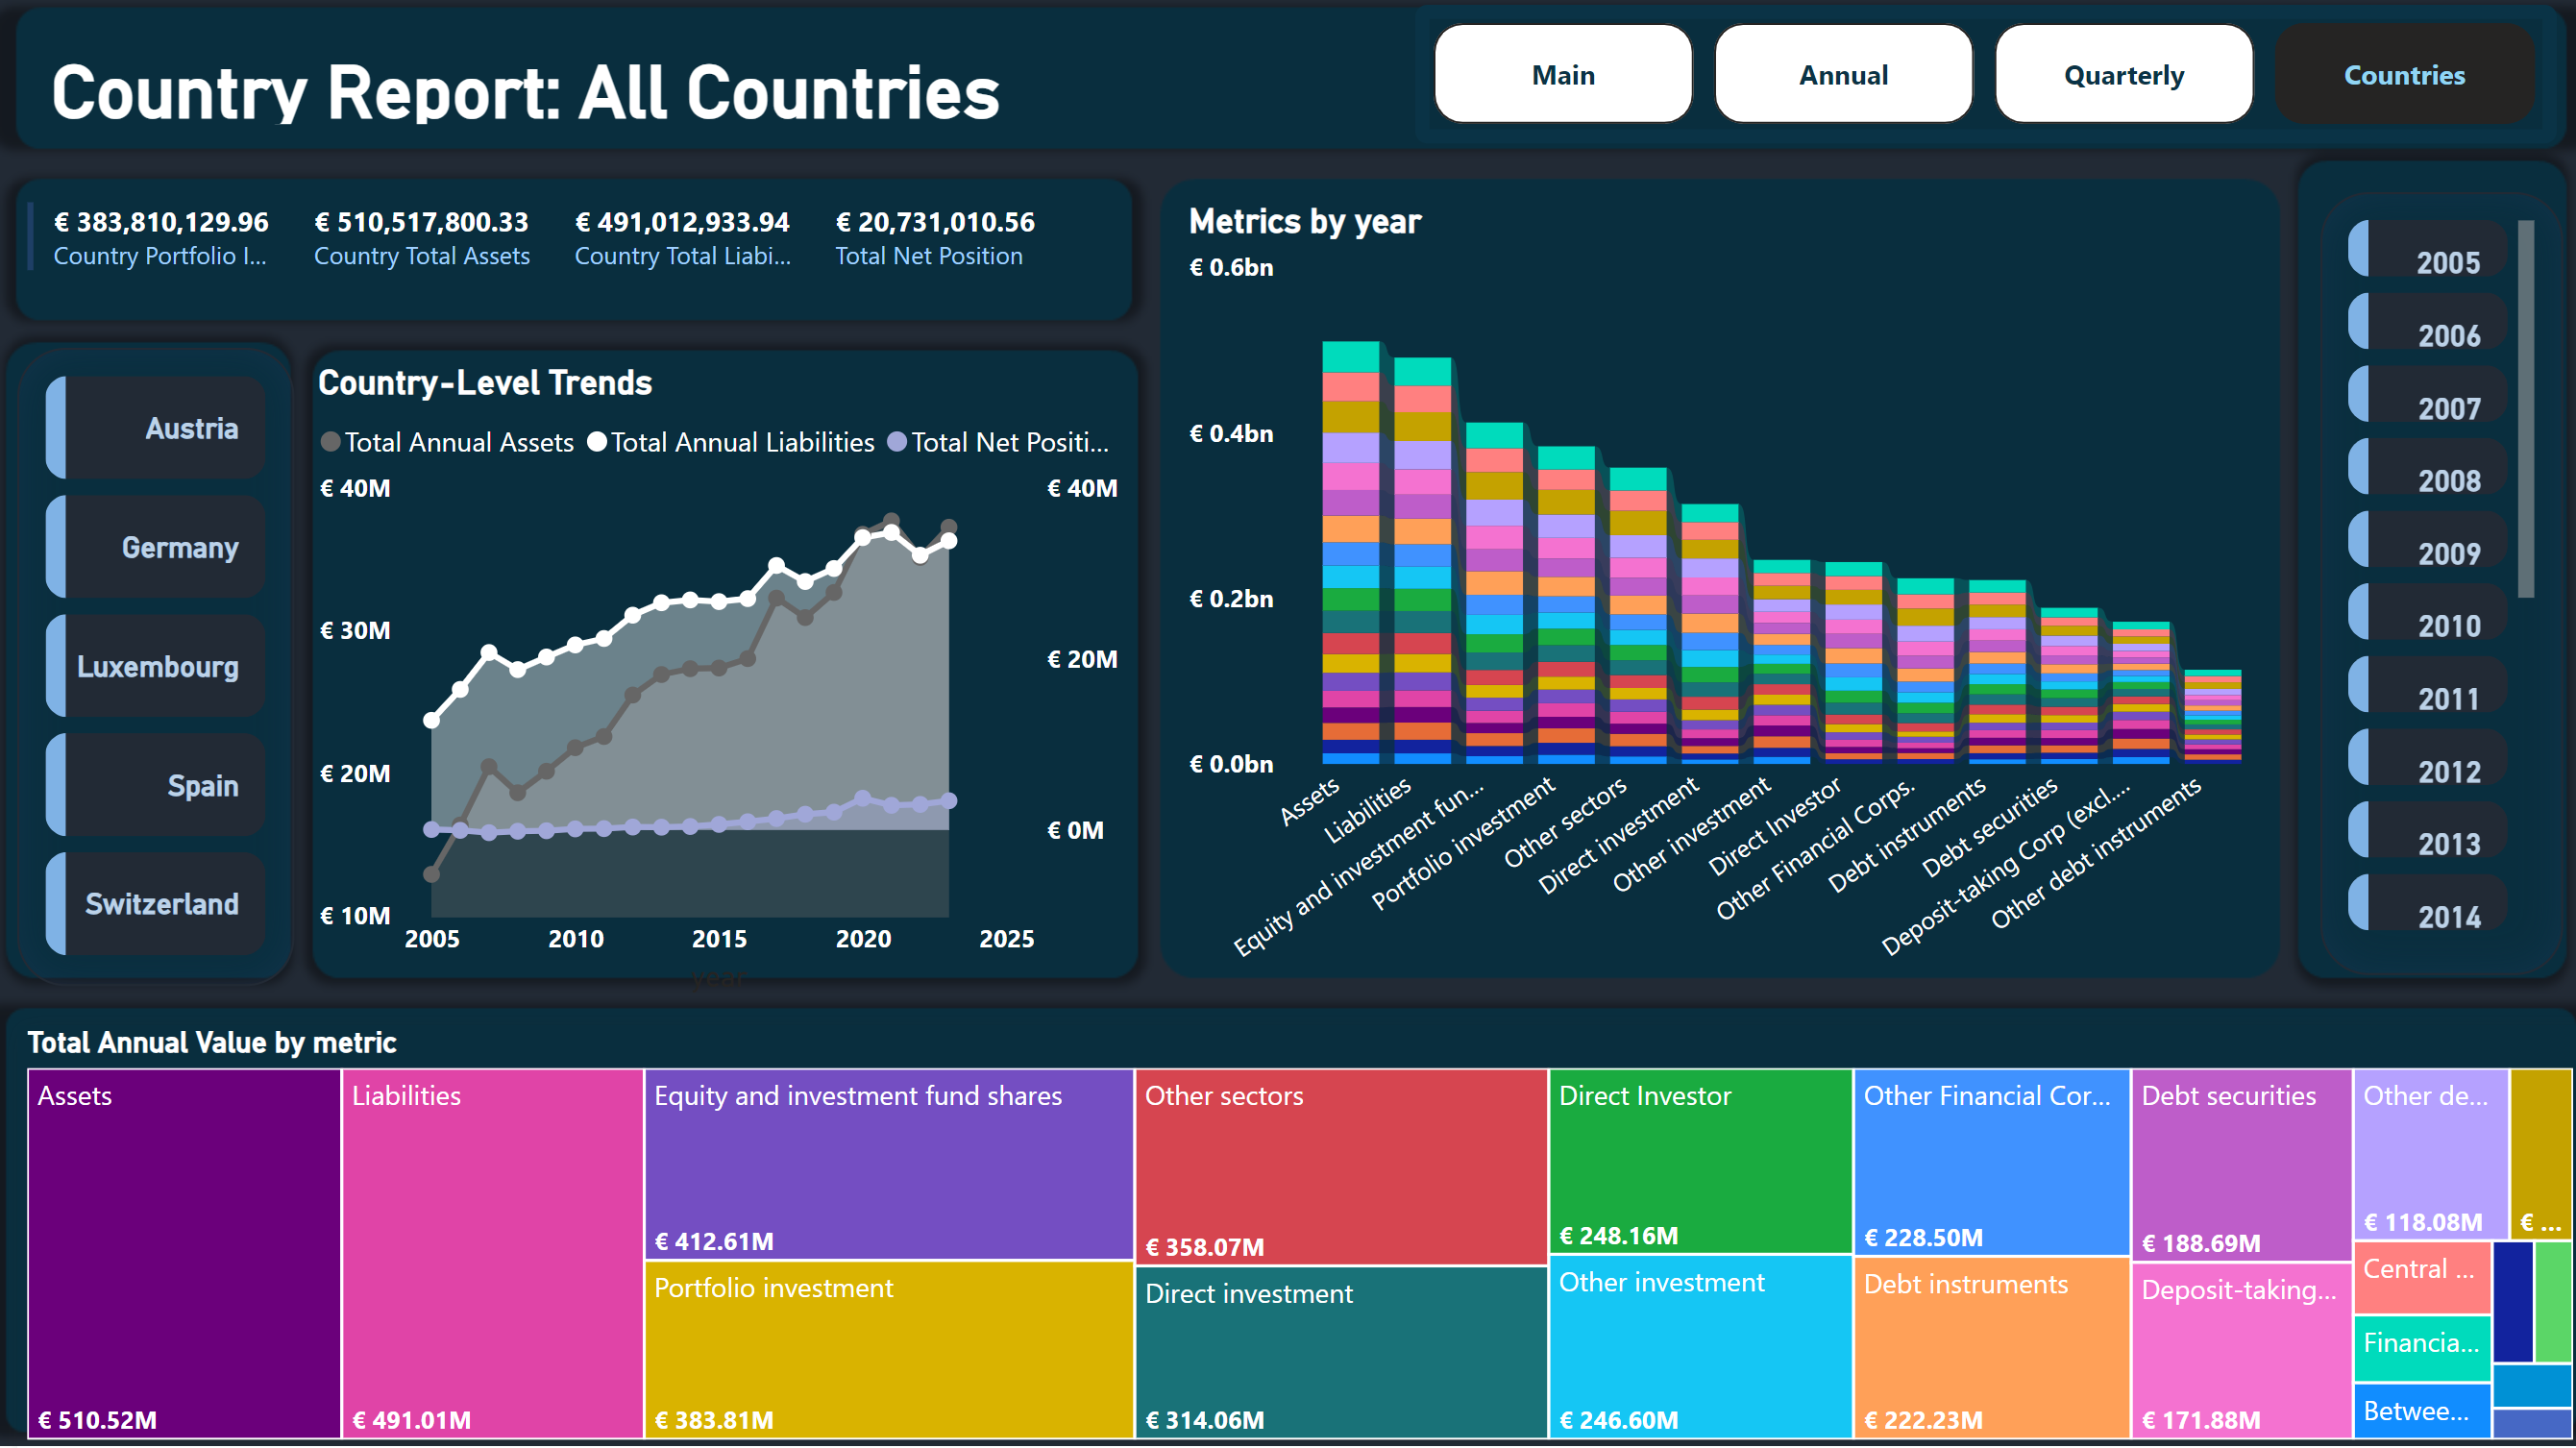 Country Report: All Countries
Main
Annual
Quarterly
Countries
€ 383,810,129.96
Country Portfolio I...
€ 510,517,800.33
Country Total Assets
€ 491,012,933.94
Country Total Liabi...
€ 20,731,010.56
Total Net Position
Austria
Germany
Luxembourg
Spain
Switzerland
Country-Level Trends
Total Annual Assets
Total Annual Liabilities
Total Net Positi...
€ 40M
€ 30M
€ 20M
€ 10M
€ 40M
€ 20M
€ 0M
2005
2010
2015
2020
2025
year
Metrics by year
€ 0.6bn
€ 0.4bn
€ 0.2bn
€ 0.0bn
Assets
Liabilities
Equity and investment fun...
Portfolio investment
Other sectors
Direct investment
Other investment
Direct Investor
Other Financial Corps.
Debt instruments
Debt securities
Deposit-taking Corp (excl....
Other debt instruments
2005
2006
2007
2008
2009
2010
2011
2012
2013
2014
Total Annual Value by metric
Assets
€ 510.52M
Liabilities
€ 491.01M
Equity and investment fund shares
€ 412.61M
Portfolio investment
€ 383.81M
Other sectors
€ 358.07M
Direct investment
€ 314.06M
Direct Investor
€ 248.16M
Other investment
€ 246.60M
Other Financial Cor...
€ 228.50M
Debt instruments
€ 222.23M
Debt securities
€ 188.69M
Deposit-taking...
€ 171.88M
Other de...
€ 118.08M
€ ...
Central ...
Financia...
Betwee...